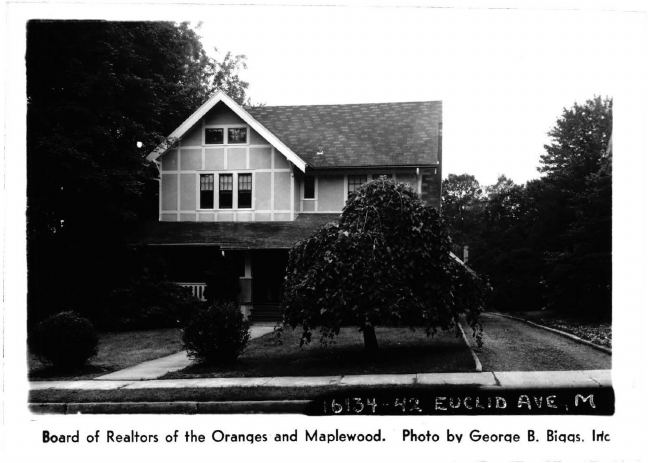 16134-42 EUCLID AVE, M
Board of Realtors of the Oranges and Maplewood. Photo by George B. Biggs, Inc